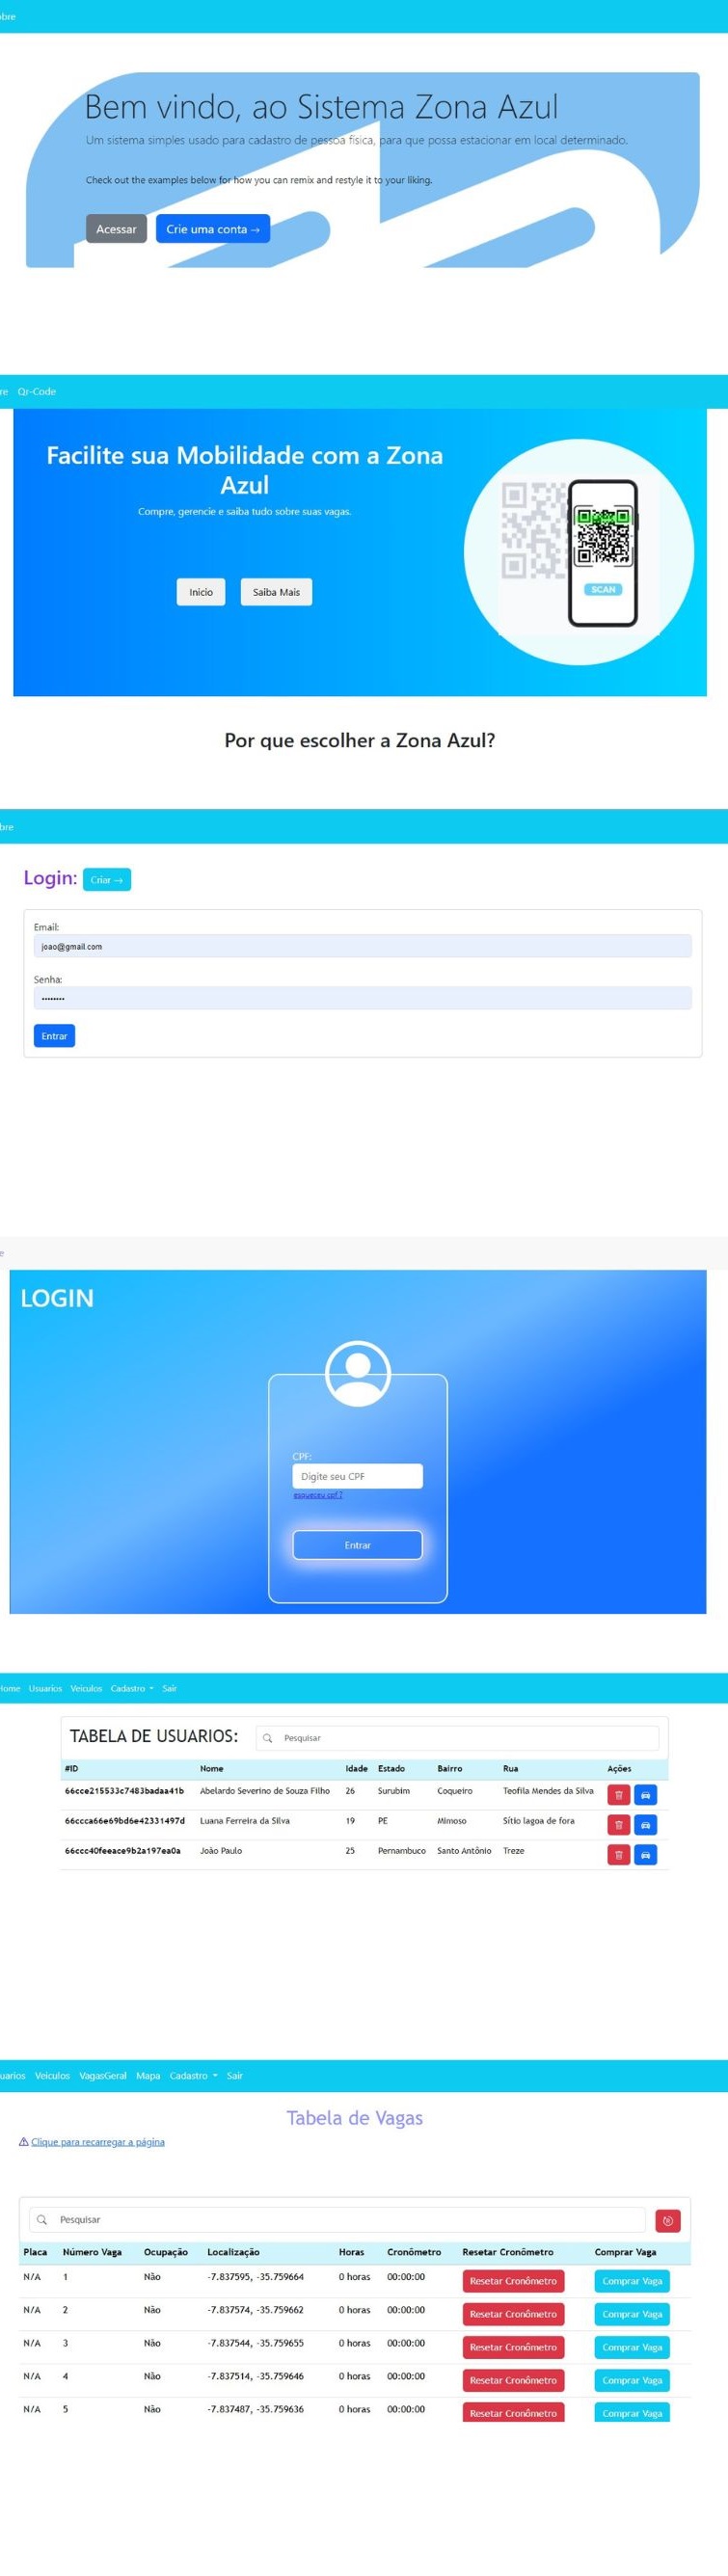 obre
Bem vindo, ao Sistema Zona Azul
Um sistema simples usado para cadastro de pessoa física, para que possa estacionar em local determinado.
Check out the examples below for how you can remix and restyle it to your liking.
Acessar Crie uma conta →
re Qr-Code
Facilite sua Mobilidade com a Zona
Azul
Compre, gerencie e saiba tudo sobre suas vagas.
Inicio Saiba Mais
SCAN
Por que escolher a Zona Azul?
bre
Login: Criar →
Email:
joao@gmail.com
Senha:
••••••••
Entrar
e
LOGIN
CPF:
Digite seu CPF
esqueceu cpf ?
Entrar
Home Usuarios Veiculos Cadastro Sair
TABELA DE USUARIOS: Pesquisar
#ID Nome Idade Estado Bairro Rua Ações
66cce215533c7483badaa41b Abelardo Severino de Souza Filho 26 Surubim Coqueiro Teofila Mendes da Silva
66ccca66e69bd6e42331497d Luana Ferreira da Silva 19 PE Mimoso Sítio lagoa de fora
66ccc40feeace9b2a197ea0a João Paulo 25 Pernambuco Santo Antônio Treze
uarios Veiculos VagasGeral Mapa Cadastro Sair
Tabela de Vagas
⚠ Clique para recarregar a página
Pesquisar
Placa Número Vaga Ocupação Localização Horas Cronômetro Resetar Cronômetro Comprar Vaga
N/A 1 Não -7.837595, -35.759664 0 horas 00:00:00 Resetar Cronômetro Comprar Vaga
N/A 2 Não -7.837574, -35.759662 0 horas 00:00:00 Resetar Cronômetro Comprar Vaga
N/A 3 Não -7.837544, -35.759655 0 horas 00:00:00 Resetar Cronômetro Comprar Vaga
N/A 4 Não -7.837514, -35.759646 0 horas 00:00:00 Resetar Cronômetro Comprar Vaga
N/A 5 Não -7.837487, -35.759636 0 horas 00:00:00 Resetar Cronômetro Comprar Vaga